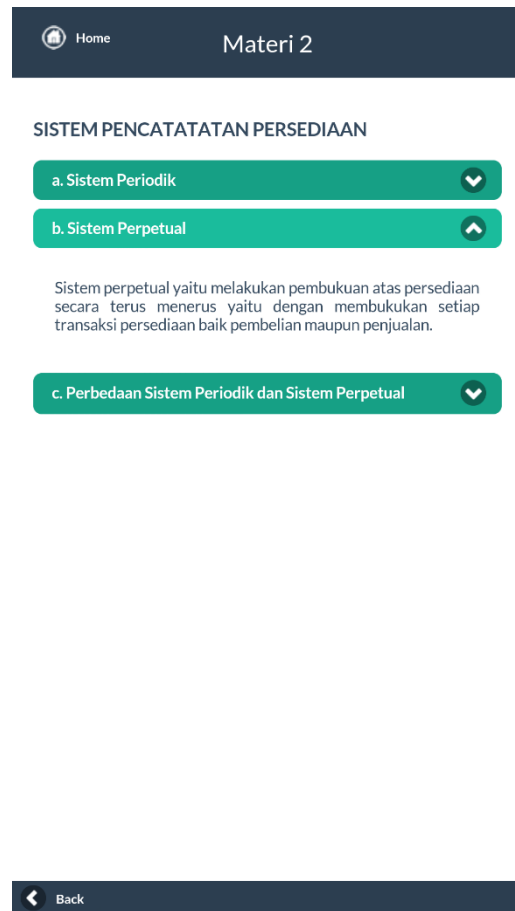 Home
Materi 2
SISTEM PENCATATATAN PERSEDIAAN
a. Sistem Periodik
b. Sistem Perpetual
Sistem perpetual yaitu melakukan pembukuan atas persediaan
secara terus menerus yaitu dengan membukukan setiap
transaksi persediaan baik pembelian maupun penjualan.
c. Perbedaan Sistem Periodik dan Sistem Perpetual
Back